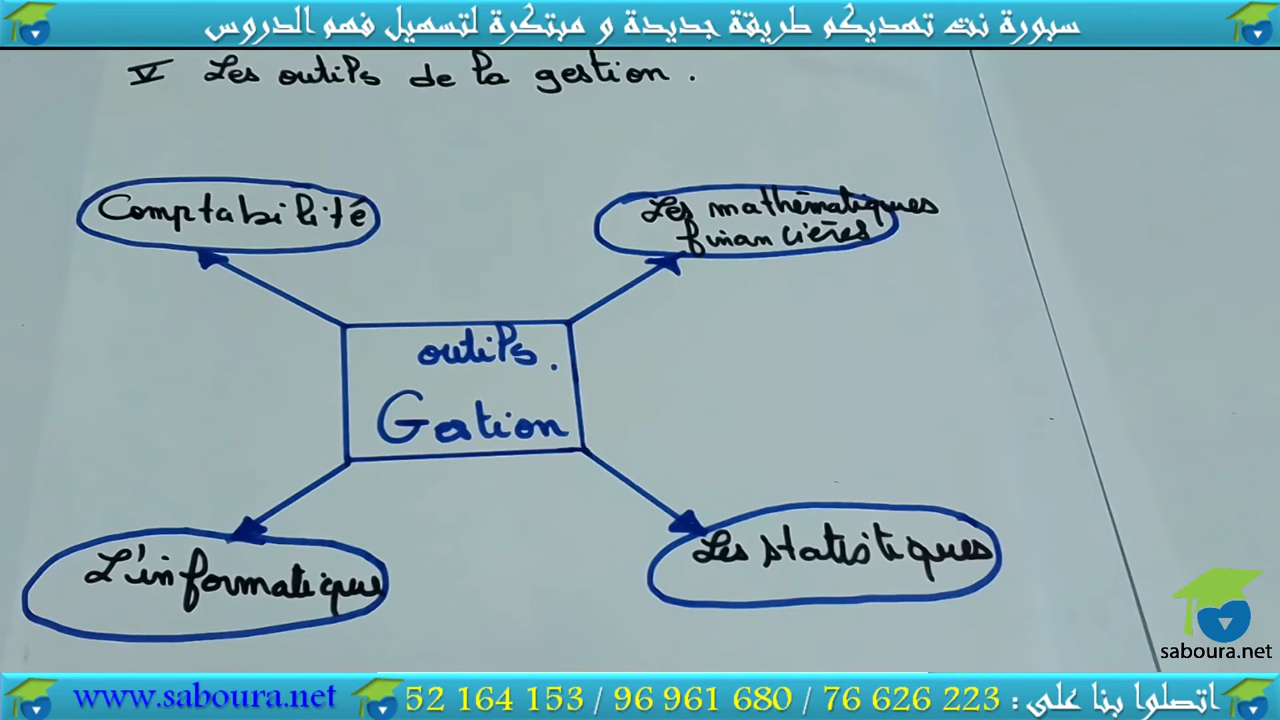 سبورة نت تهديكم طريقة جديدة و مبتكرة لتسهيل فهم الدروس
V Les outils de la gestion.
Comptabilité
Les mathématiques
financières
outils.
Gestion
L'informatique
Les statistiques
saboura.net
www.saboura.net
52 164 153 / 96 961 680 / 76 626 223 : اتصلوا بنا على